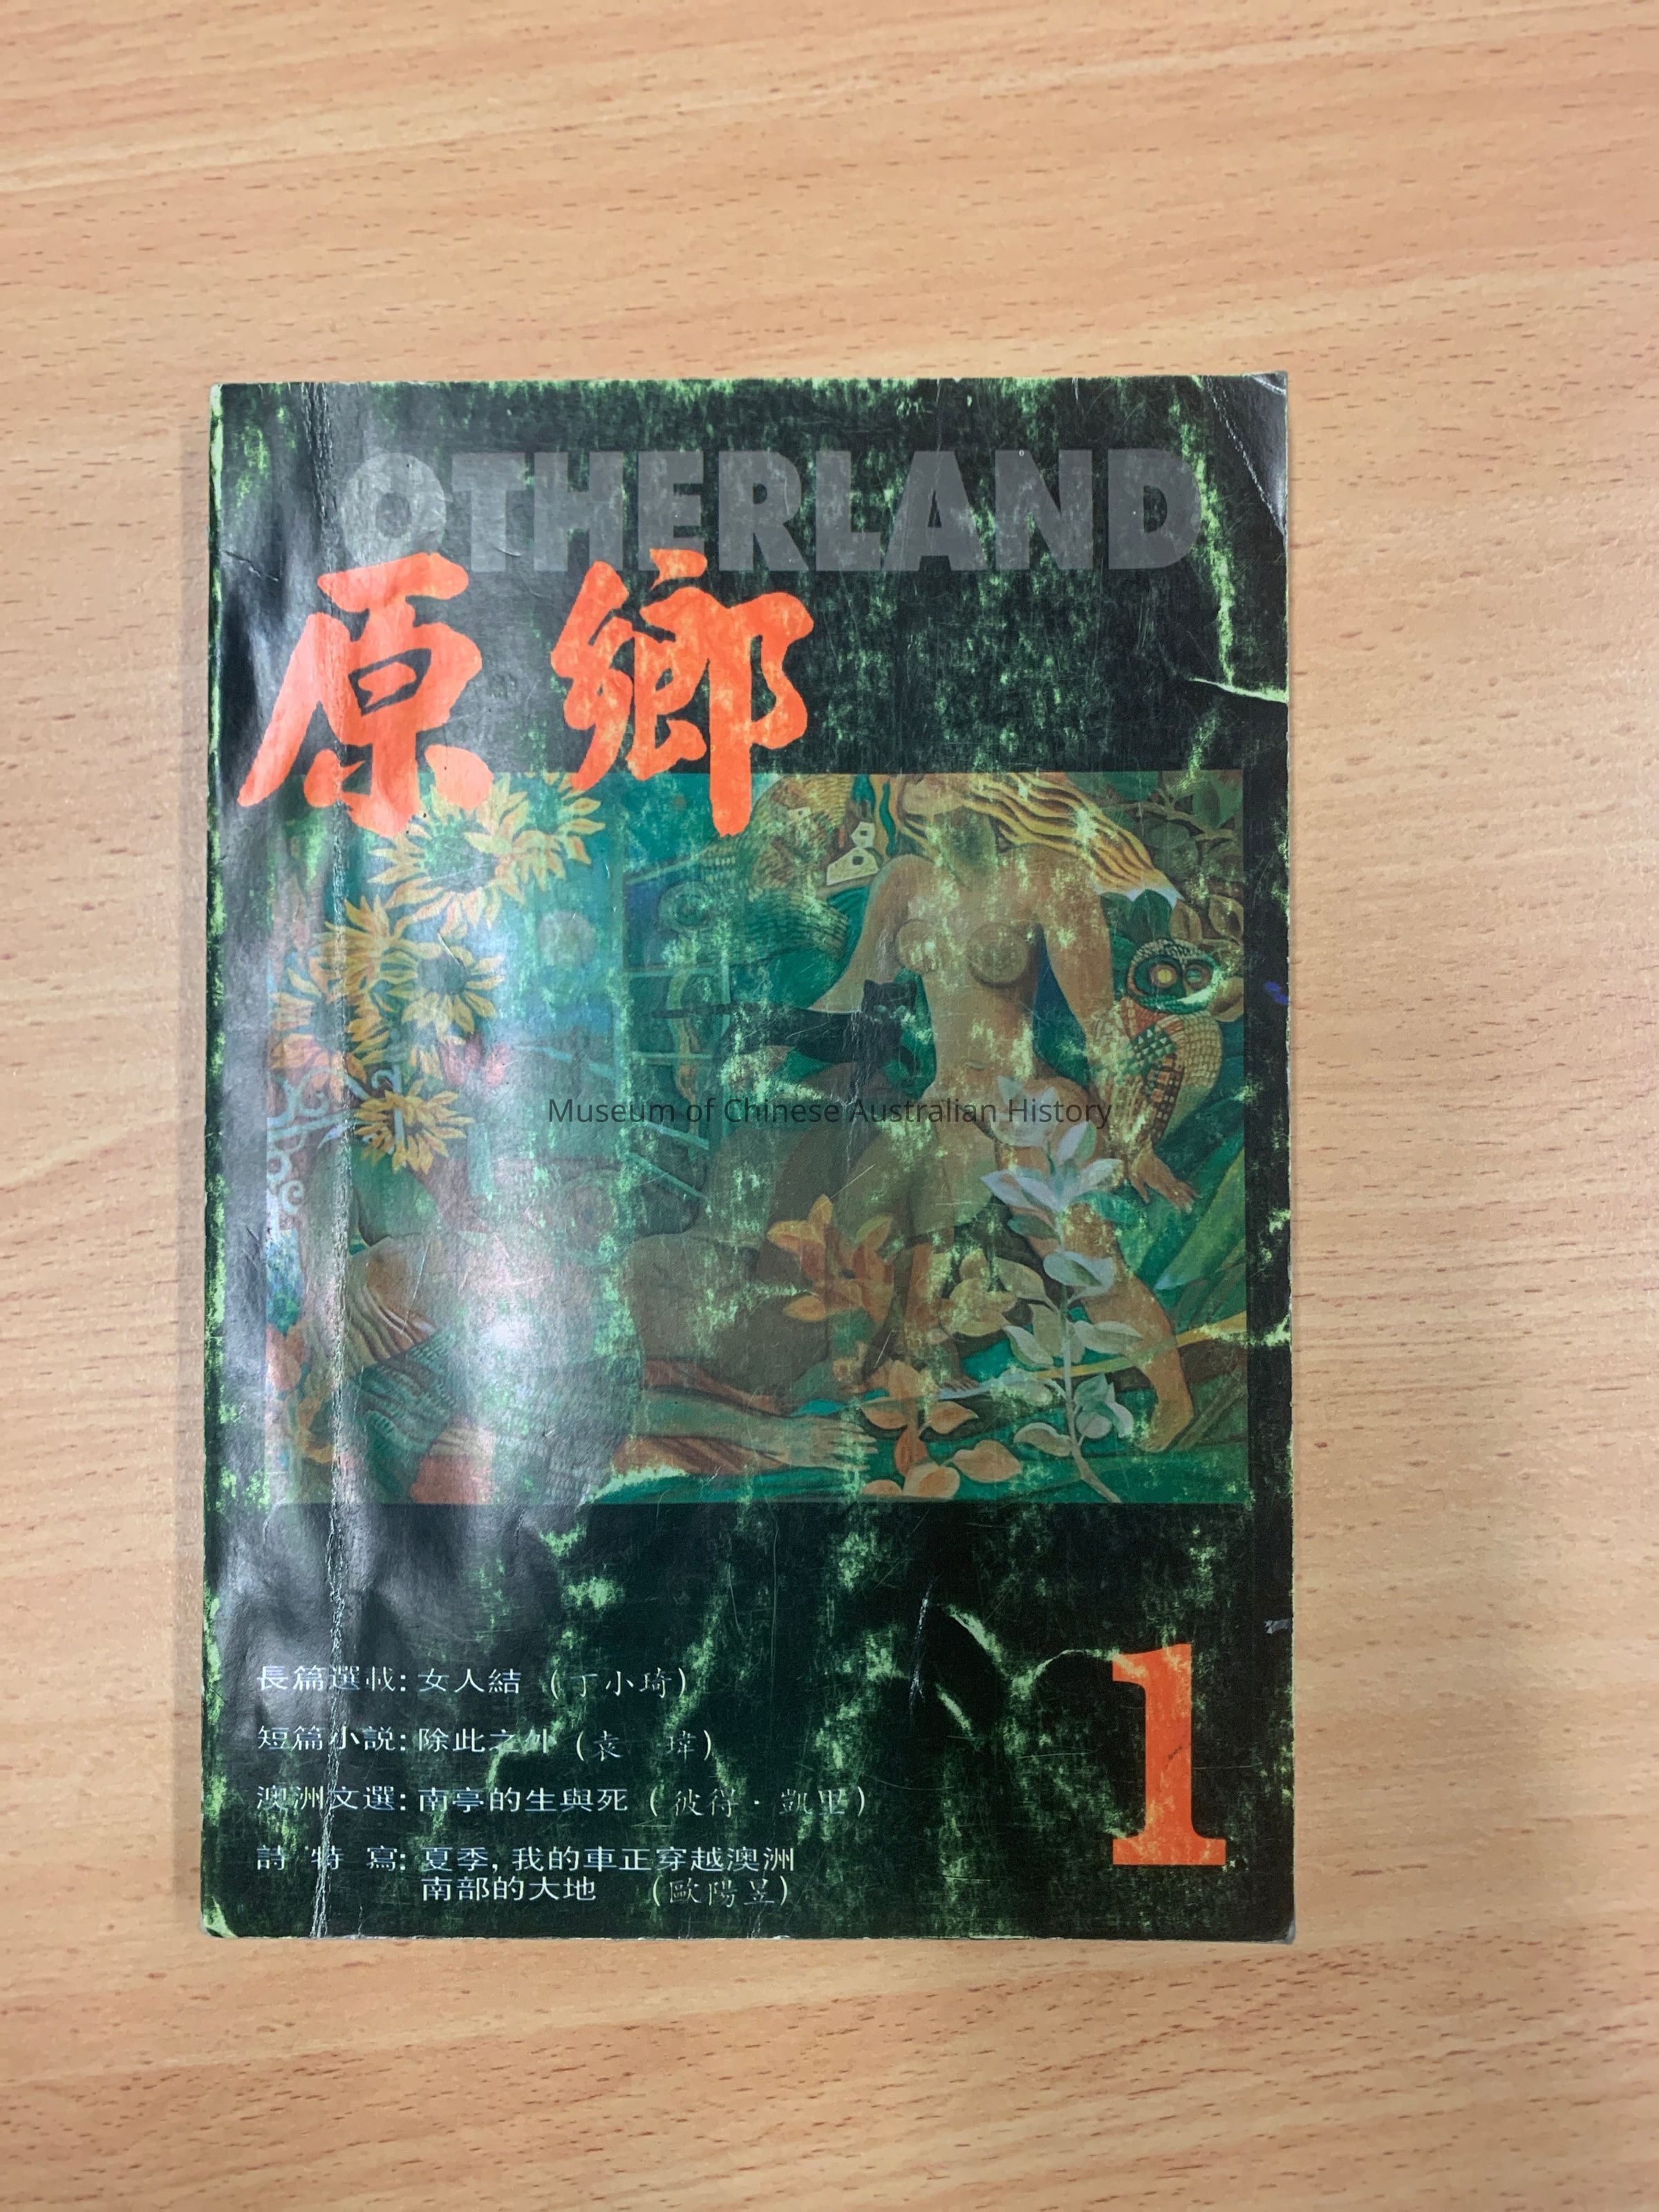 OTHERLAND
原鄉
Museum of Chinese Australian History
長篇選載: 女人結 (丁小琦)
短篇小說: 除此之外 (袁 瑋)
澳洲文選: 南亭的生與死 (彼得·凱里)
詩 特 寫: 夏季, 我的車正穿越澳洲
南部的大地 (歐陽昱)
1